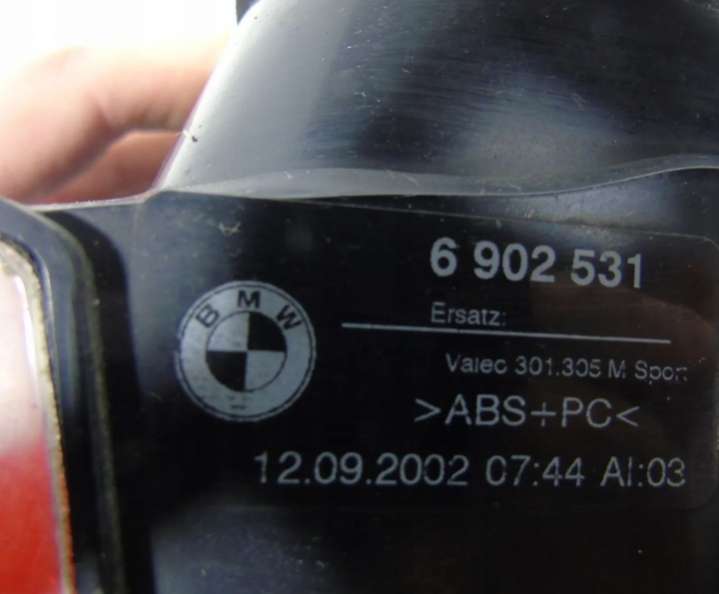 6 902 531
BMW
Ersatz:
Valeo 301.305 M Sport
>ABS+PC<
12.09.2002 07:44 AI:03